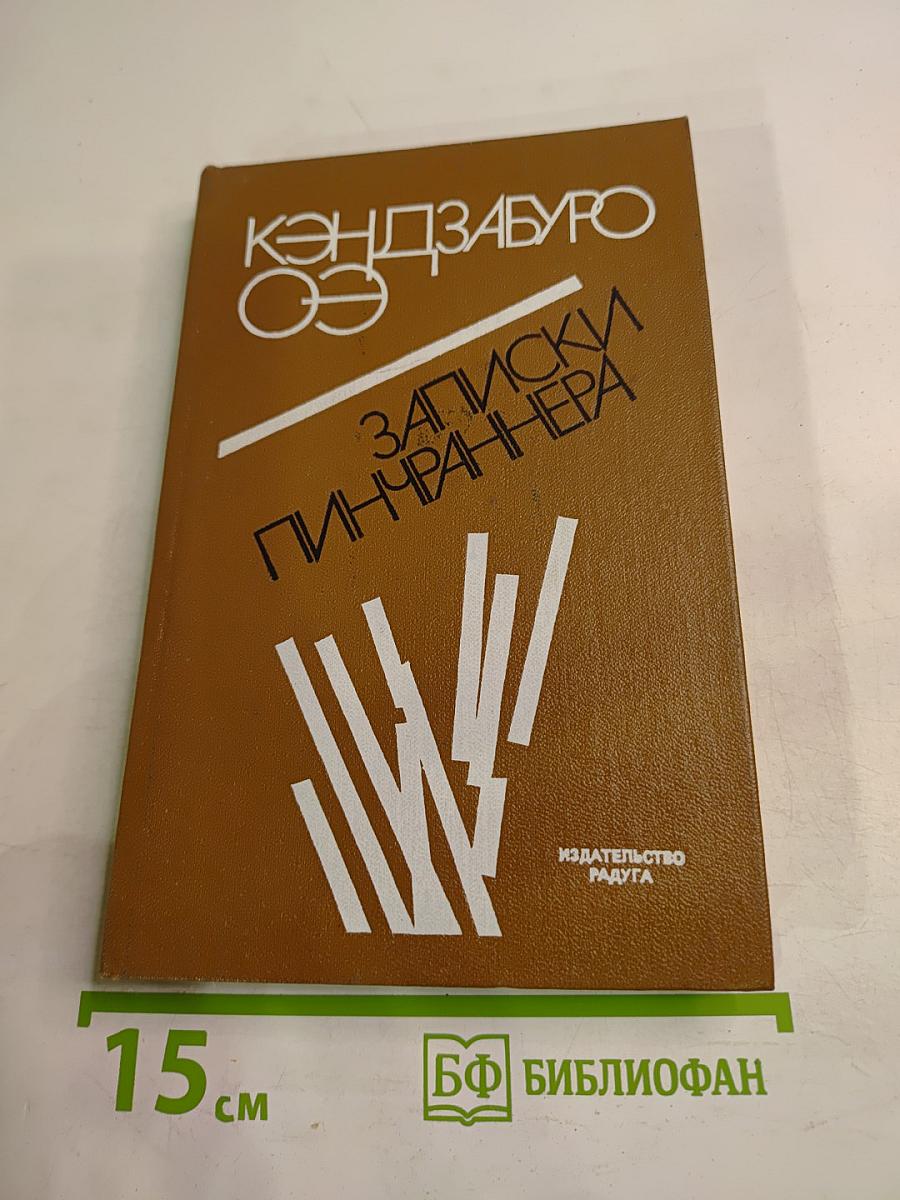 КЭНДЗАБУРО
ОЭ
ЗАПИСКИ
ПИНЧРАННЕРА
ИЗДАТЕЛЬСТВО
РАДУГА
15 см
БФ БИБЛИОФАН